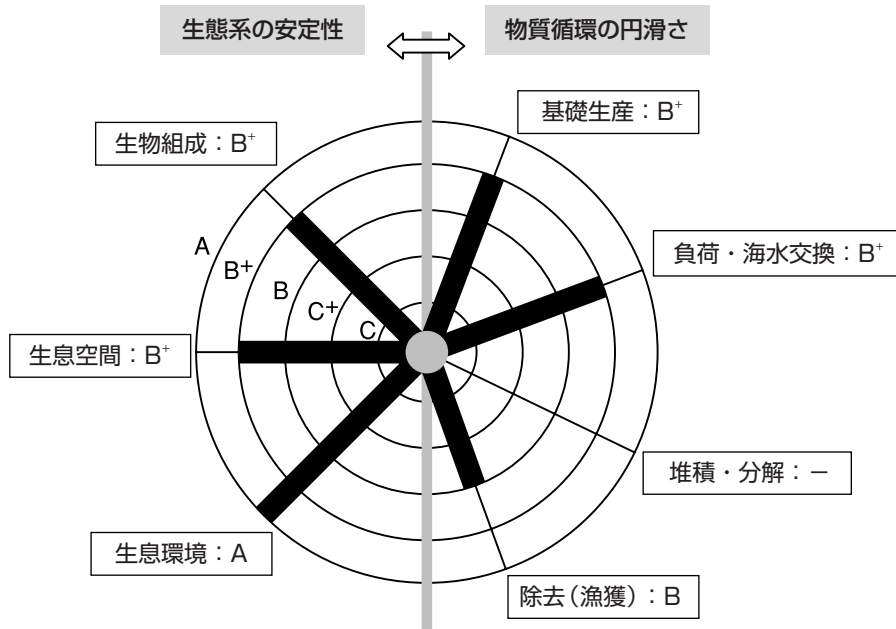 生態系の安定性
物質循環の円滑さ
基礎生産：B⁺
生物組成：B⁺
負荷・海水交換：B⁺
A
B⁺
B
C⁺
C
生息空間：B⁺
堆積・分解：－
生息環境：A
除去（漁獲）：B